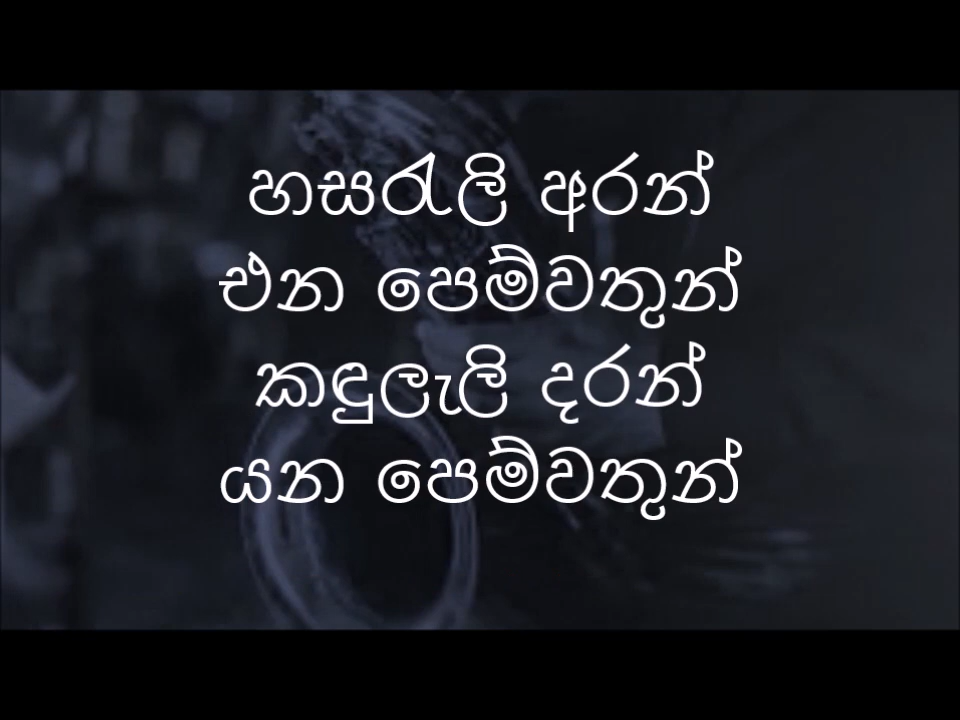 හසරැලි අරන්
එන පෙම්වතුන්
කඳුලැලි දරන්
යන පෙම්වතුන්